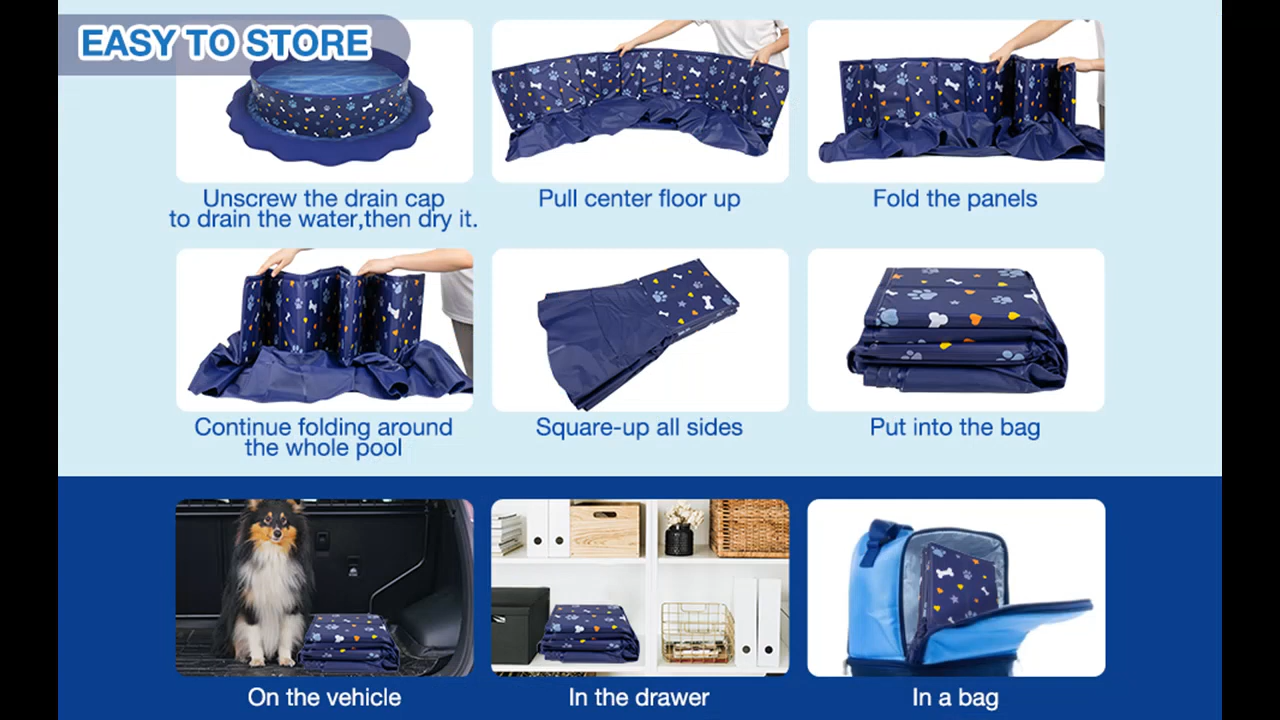 EASY TO STORE
Unscrew the drain cap
to drain the water,then dry it.
Pull center floor up
Fold the panels
Continue folding around
the whole pool
Square-up all sides
Put into the bag
On the vehicle
In the drawer
In a bag